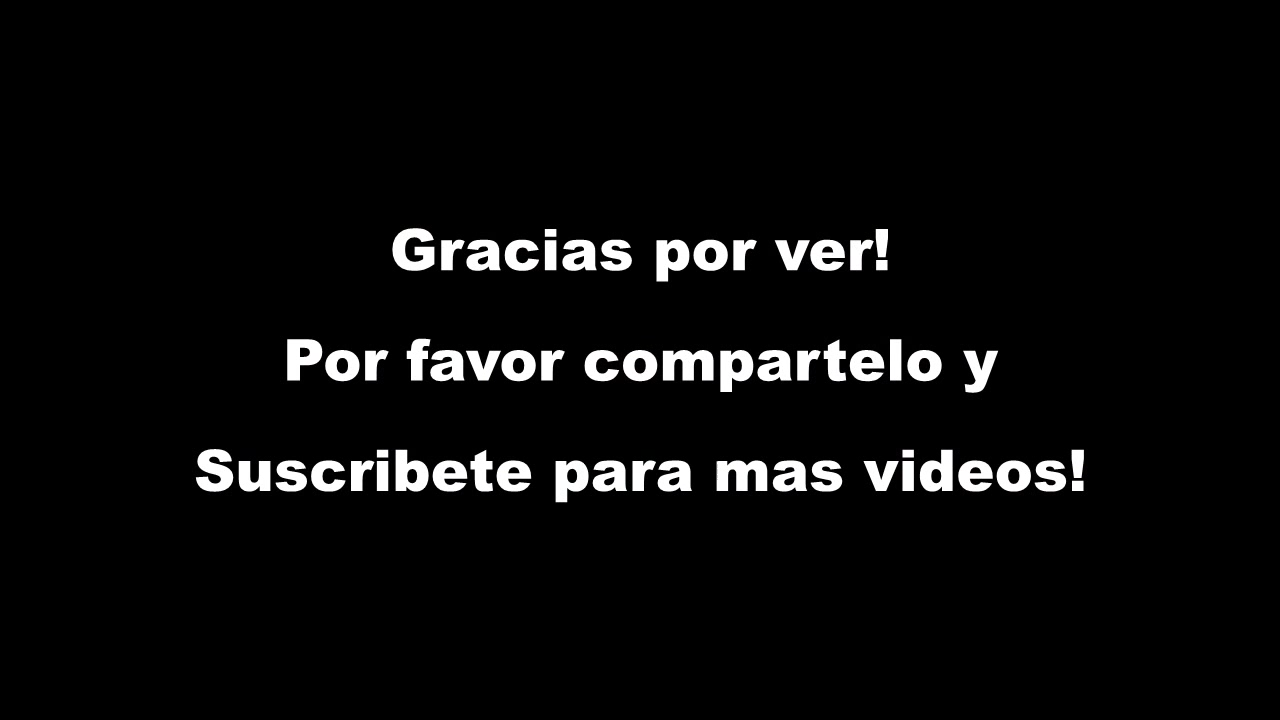 Gracias por ver!
Por favor compartelo y
Suscribete para mas videos!